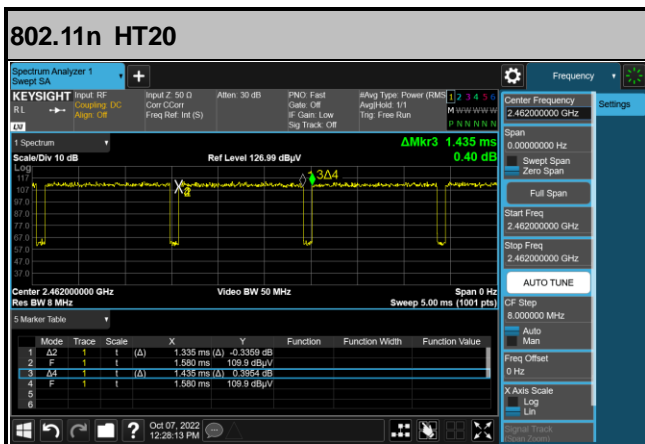 802.11n HT20
Spectrum Analyzer 1
Swept SA
Frequency
KEYSIGHT
RL
Input: RF
Coupling: DC
Align: Off
Input Z: 50 Ω
Corr CCorr
Freq Ref: Int (S)
Atten: 30 dB
PNO: Fast
Gate: Off
IF Gain: Low
Sig Track: Off
#Avg Type: Power (RMS
Avg|Hold: 1/1
Trig: Free Run
1 2 3 4 5 6
M W W W W W
P N N N N N
LXI
1 Spectrum
Scale/Div 10 dB
Log
Ref Level 126.99 dBµV
ΔMkr3 1.435 ms
0.40 dB
117
107
97.0
87.0
77.0
67.0
57.0
47.0
37.0
3Δ4
Center 2.462000000 GHz
Res BW 8 MHz
Video BW 50 MHz
Span 0 Hz
Sweep 5.00 ms (1001 pts)
5 Marker Table
Mode Trace Scale X Y Function Function Width Function Value
1 Δ2 1 t (Δ) 1.335 ms (Δ) -0.3359 dB
2 F 1 t 1.580 ms 109.9 dBµV
3 Δ4 1 t (Δ) 1.435 ms (Δ) 0.3954 dB
4 F 1 t 1.580 ms 109.9 dBµV
5
6
Oct 07, 2022
12:28:13 PM
Center Frequency
2.462000000 GHz
Settings
Span
0.00000000 Hz
Swept Span
Zero Span
Full Span
Start Freq
2.462000000 GHz
Stop Freq
2.462000000 GHz
AUTO TUNE
CF Step
8.000000 MHz
Auto
Man
Freq Offset
0 Hz
X Axis Scale
Log
Lin
Signal Track
(Span Zoom)